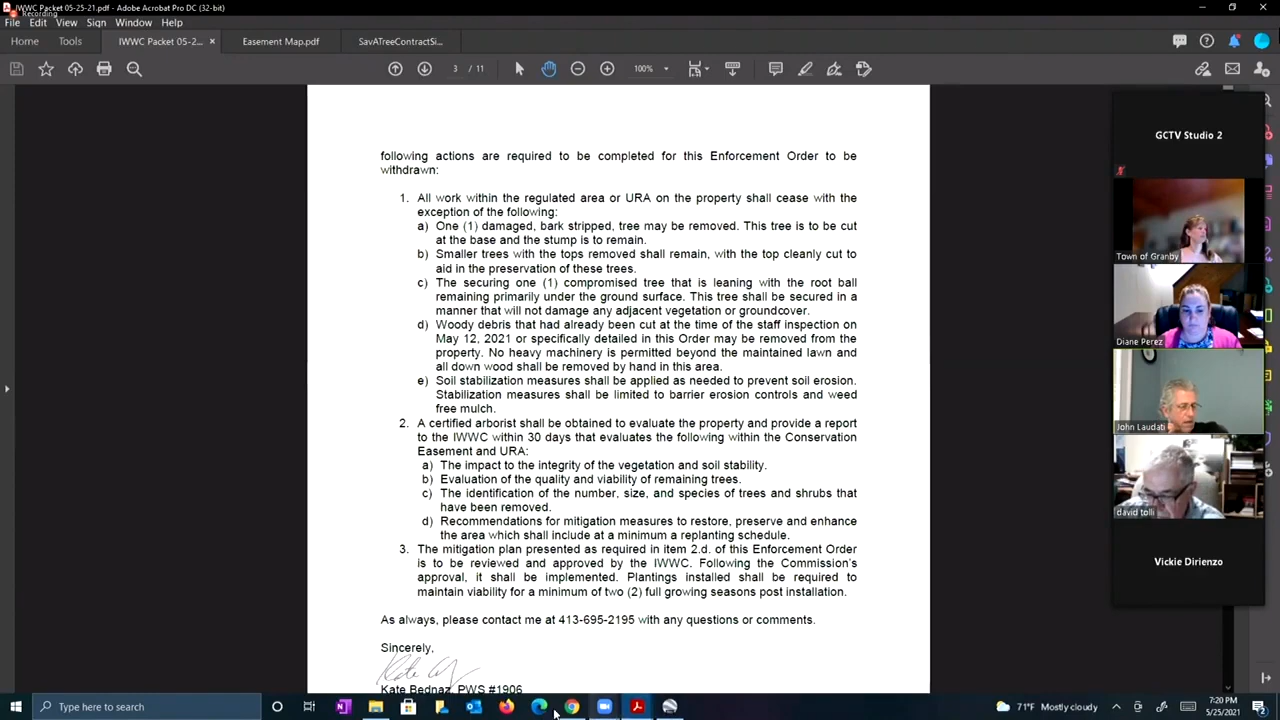 IWWC Packet 05-25-21.pdf - Adobe Acrobat Pro DC (32-bit)
Recording
File Edit View Sign Window Help
Home Tools IWWC Packet 05-2... × Easement Map.pdf SavATreeContractSi...
3 / 11 100%
GCTV Studio 2
Town of Granby
Diane Perez
John Laudati
david tolli
Vickie Dirienzo
following actions are required to be completed for this Enforcement Order to be
withdrawn:
1. All work within the regulated area or URA on the property shall cease with the
exception of the following:
a) One (1) damaged, bark stripped, tree may be removed. This tree is to be cut
at the base and the stump is to remain.
b) Smaller trees with the tops removed shall remain, with the top cleanly cut to
aid in the preservation of these trees.
c) The securing one (1) compromised tree that is leaning with the root ball
remaining primarily under the ground surface. This tree shall be secured in a
manner that will not damage any adjacent vegetation or groundcover.
d) Woody debris that had already been cut at the time of the staff inspection on
May 12, 2021 or specifically detailed in this Order may be removed from the
property. No heavy machinery is permitted beyond the maintained lawn and
all down wood shall be removed by hand in this area.
e) Soil stabilization measures shall be applied as needed to prevent soil erosion.
Stabilization measures shall be limited to barrier erosion controls and weed
free mulch.
2. A certified arborist shall be obtained to evaluate the property and provide a report
to the IWWC within 30 days that evaluates the following within the Conservation
Easement and URA:
a) The impact to the integrity of the vegetation and soil stability.
b) Evaluation of the quality and viability of remaining trees.
c) The identification of the number, size, and species of trees and shrubs that
have been removed.
d) Recommendations for mitigation measures to restore, preserve and enhance
the area which shall include at a minimum a replanting schedule.
3. The mitigation plan presented as required in item 2.d. of this Enforcement Order
is to be reviewed and approved by the IWWC. Following the Commission's
approval, it shall be implemented. Plantings installed shall be required to
maintain viability for a minimum of two (2) full growing seasons post installation.
As always, please contact me at 413-695-2195 with any questions or comments.
Sincerely,
Kate Bednaz, PWS #1906
Type here to search
71°F Mostly cloudy
7:20 PM
5/25/2021
2